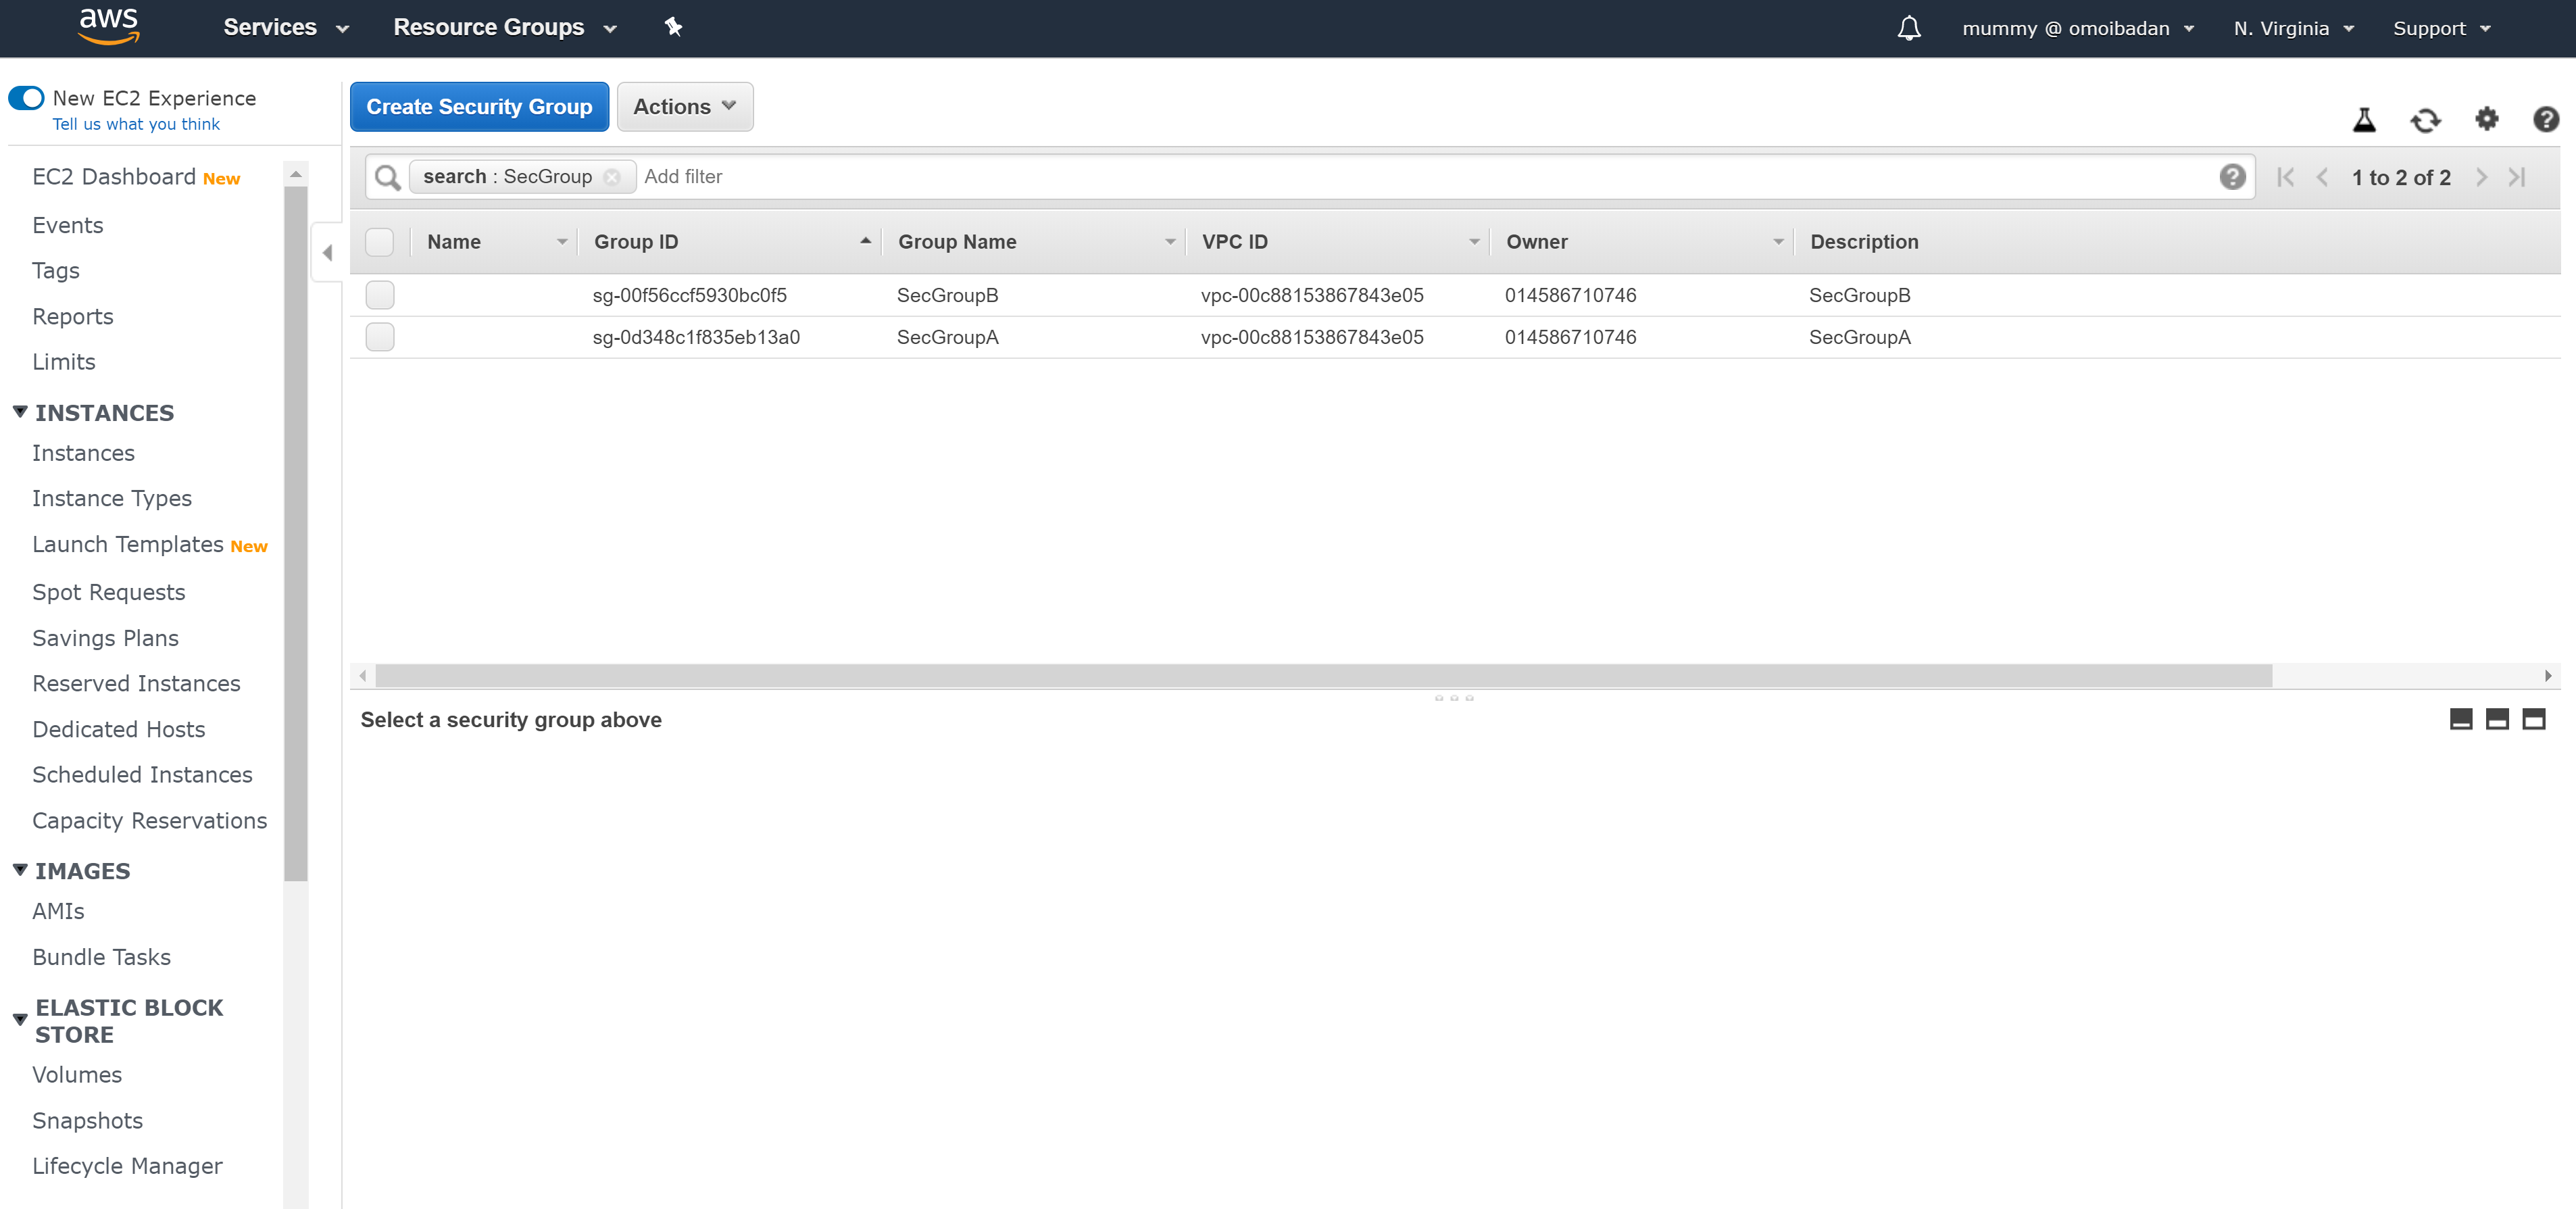 aws Services Resource Groups mummy @ omoibadan N. Virginia Support
New EC2 Experience
Tell us what you think
EC2 Dashboard New
Events
Tags
Reports
Limits
INSTANCES
Instances
Instance Types
Launch Templates New
Spot Requests
Savings Plans
Reserved Instances
Dedicated Hosts
Scheduled Instances
Capacity Reservations
IMAGES
AMIs
Bundle Tasks
ELASTIC BLOCK
STORE
Volumes
Snapshots
Lifecycle Manager
Create Security Group Actions
search : SecGroup Add filter 1 to 2 of 2
Name Group ID Group Name VPC ID Owner Description
sg-00f56ccf5930bc0f5 SecGroupB vpc-00c88153867843e05 014586710746 SecGroupB
sg-0d348c1f835eb13a0 SecGroupA vpc-00c88153867843e05 014586710746 SecGroupA
Select a security group above